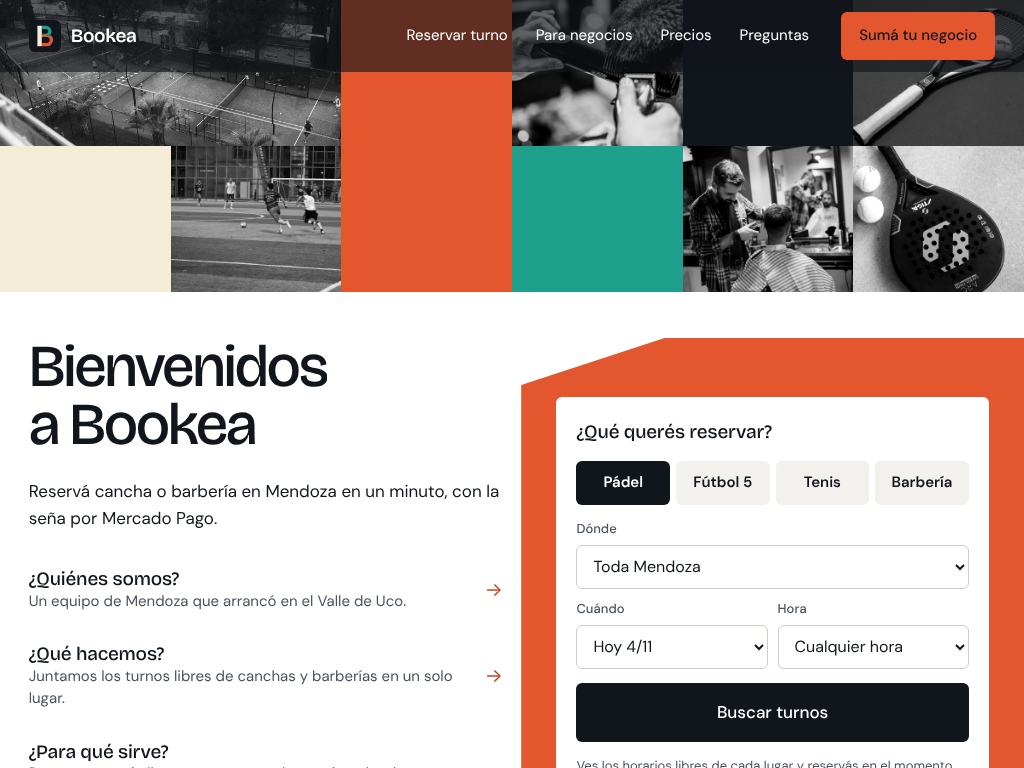 Bookea
Reservar turno
Para negocios
Precios
Preguntas
Sumá tu negocio
Bienvenidos
a Bookea
Reservá cancha o barbería en Mendoza en un minuto, con la
seña por Mercado Pago.
¿Quiénes somos?
Un equipo de Mendoza que arrancó en el Valle de Uco.
¿Qué hacemos?
Juntamos los turnos libres de canchas y barberías en un solo
lugar.
¿Para qué sirve?
¿Qué querés reservar?
Pádel
Fútbol 5
Tenis
Barbería
Dónde
Toda Mendoza
Cuándo
Hora
Hoy 4/11
Cualquier hora
Buscar turnos
Ves los horarios libres de cada lugar y reservás en el momento.